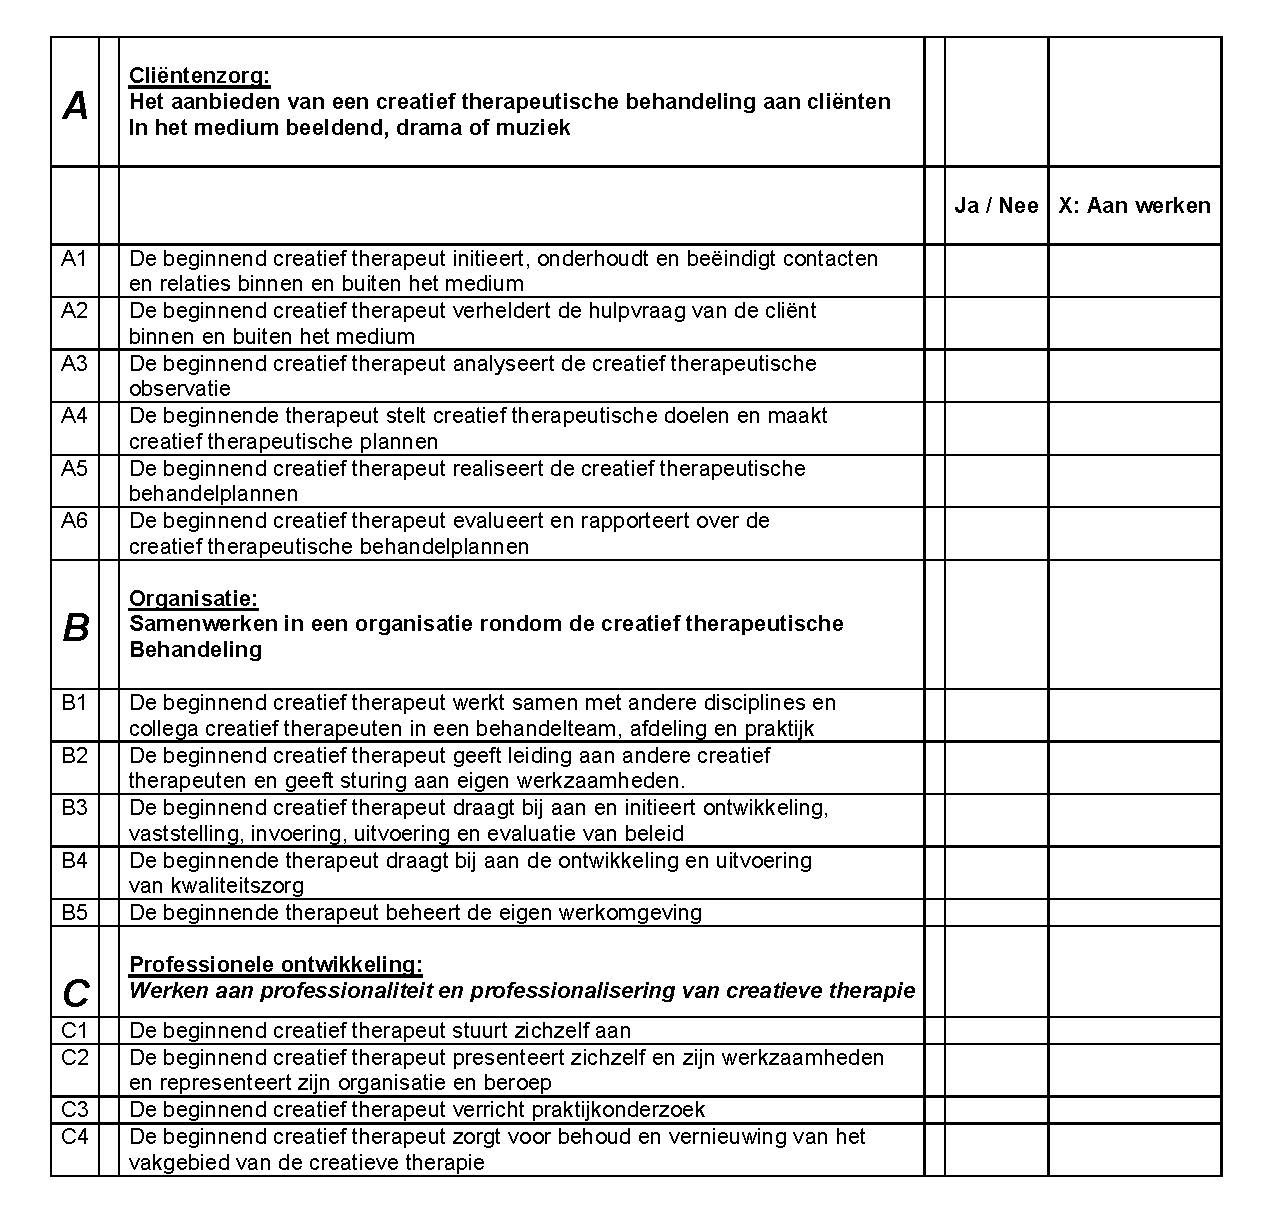 A
Cliëntenzorg:
Het aanbieden van een creatief therapeutische behandeling aan cliënten
In het medium beeldend, drama of muziek
Ja / Nee X: Aan werken
A1 De beginnend creatief therapeut initieert, onderhoudt en beëindigt contacten
en relaties binnen en buiten het medium
A2 De beginnend creatief therapeut verheldert de hulpvraag van de cliënt
binnen en buiten het medium
A3 De beginnend creatief therapeut analyseert de creatief therapeutische
observatie
A4 De beginnende therapeut stelt creatief therapeutische doelen en maakt
creatief therapeutische plannen
A5 De beginnend creatief therapeut realiseert de creatief therapeutische
behandelplannen
A6 De beginnend creatief therapeut evalueert en rapporteert over de
creatief therapeutische behandelplannen
B
Organisatie:
Samenwerken in een organisatie rondom de creatief therapeutische
Behandeling
B1 De beginnend creatief therapeut werkt samen met andere disciplines en
collega creatief therapeuten in een behandelteam, afdeling en praktijk
B2 De beginnend creatief therapeut geeft leiding aan andere creatief
therapeuten en geeft sturing aan eigen werkzaamheden.
B3 De beginnend creatief therapeut draagt bij aan en initieert ontwikkeling,
vaststelling, invoering, uitvoering en evaluatie van beleid
B4 De beginnende therapeut draagt bij aan de ontwikkeling en uitvoering
van kwaliteitszorg
B5 De beginnende therapeut beheert de eigen werkomgeving
C
Professionele ontwikkeling:
Werken aan professionaliteit en professionalisering van creatieve therapie
C1 De beginnend creatief therapeut stuurt zichzelf aan
C2 De beginnend creatief therapeut presenteert zichzelf en zijn werkzaamheden
en representeert zijn organisatie en beroep
C3 De beginnend creatief therapeut verricht praktijkonderzoek
C4 De beginnend creatief therapeut zorgt voor behoud en vernieuwing van het
vakgebied van de creatieve therapie